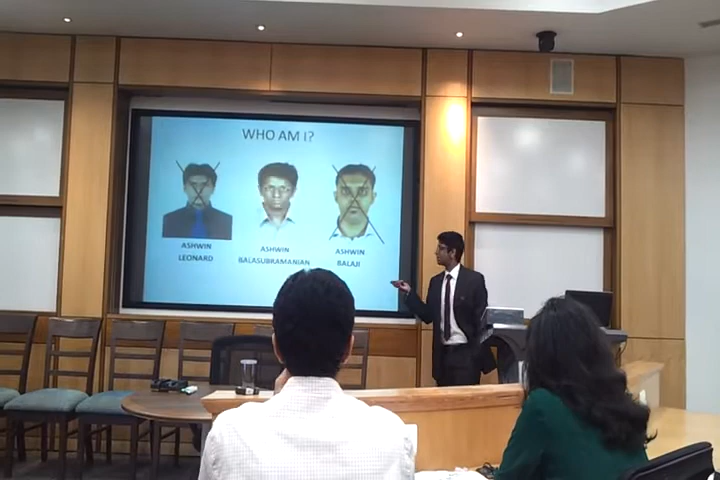 WHO AM I?
ASHWIN
LEONARD
ASHWIN
BALASUBRAMANIAN
ASHWIN
BALAJI